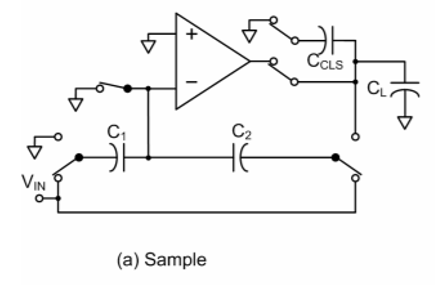 +
C_CLS
−
C_L
C_1
C_2
V_IN
(a) Sample